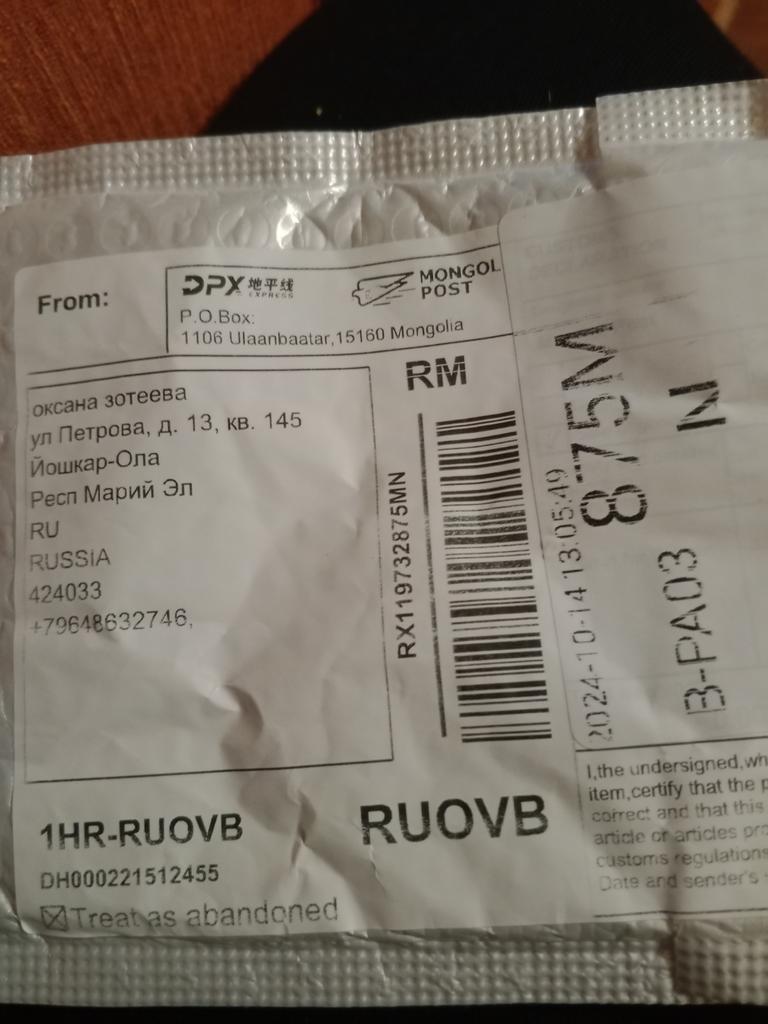 From:
DPX 地平线
EXPRESS
MONGOL
POST
P.O.Box:
1106 Ulaanbaatar,15160 Mongolia
оксана зотеева
ул Петрова, д. 13, кв. 145
Йошкар-Ола
Респ Марий Эл
RU
RUSSIA
424033
+79648632746,
RM
RX119732875MN
2024-10-14 13:05:49
875M
B-PA03
N
1HR-RUOVB
RUOVB
DH000221512455
Treat as abandoned
I,the undersigned,wh
item,certify that the p
correct and that this
article or articles pro
customs regulations
Date and sender's